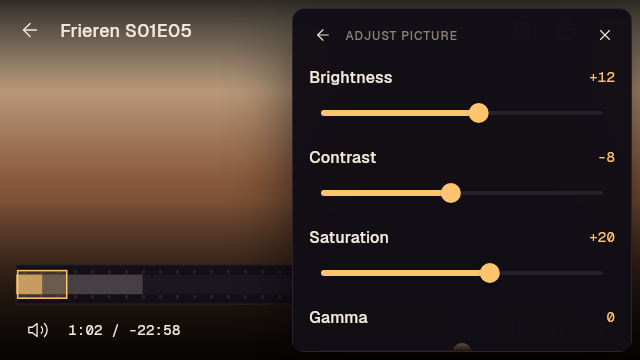 Frieren S01E05
ADJUST PICTURE
Brightness +12
Contrast -8
Saturation +20
Gamma 0
1:02 / -22:58